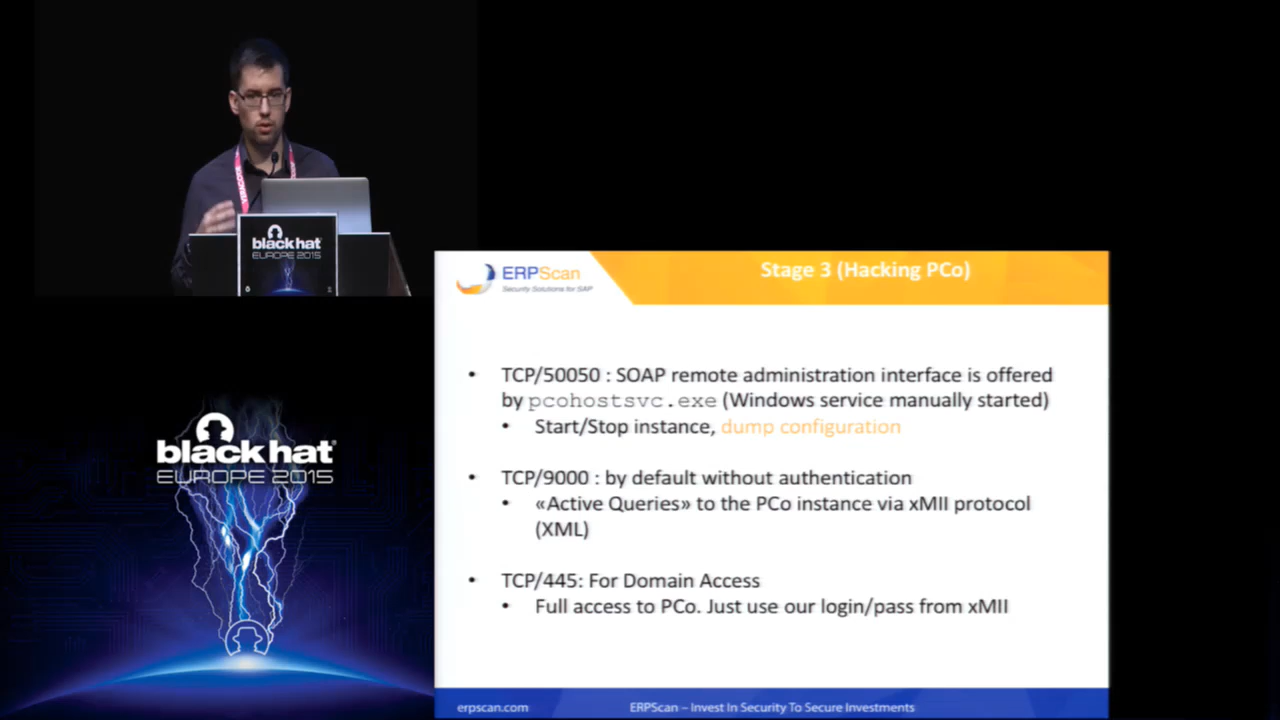 black hat
EUROPE 2015
ERPScan
Security Solutions for SAP
Stage 3 (Hacking PCo)
• TCP/50050 : SOAP remote administration interface is offered
by pcohostsvc.exe (Windows service manually started)
• Start/Stop instance, dump configuration
• TCP/9000 : by default without authentication
• «Active Queries» to the PCo instance via xMII protocol
(XML)
• TCP/445: For Domain Access
• Full access to PCo. Just use our login/pass from xMII
erpscan.com
ERPScan – Invest In Security To Secure Investments
black hat
EUROPE 2015